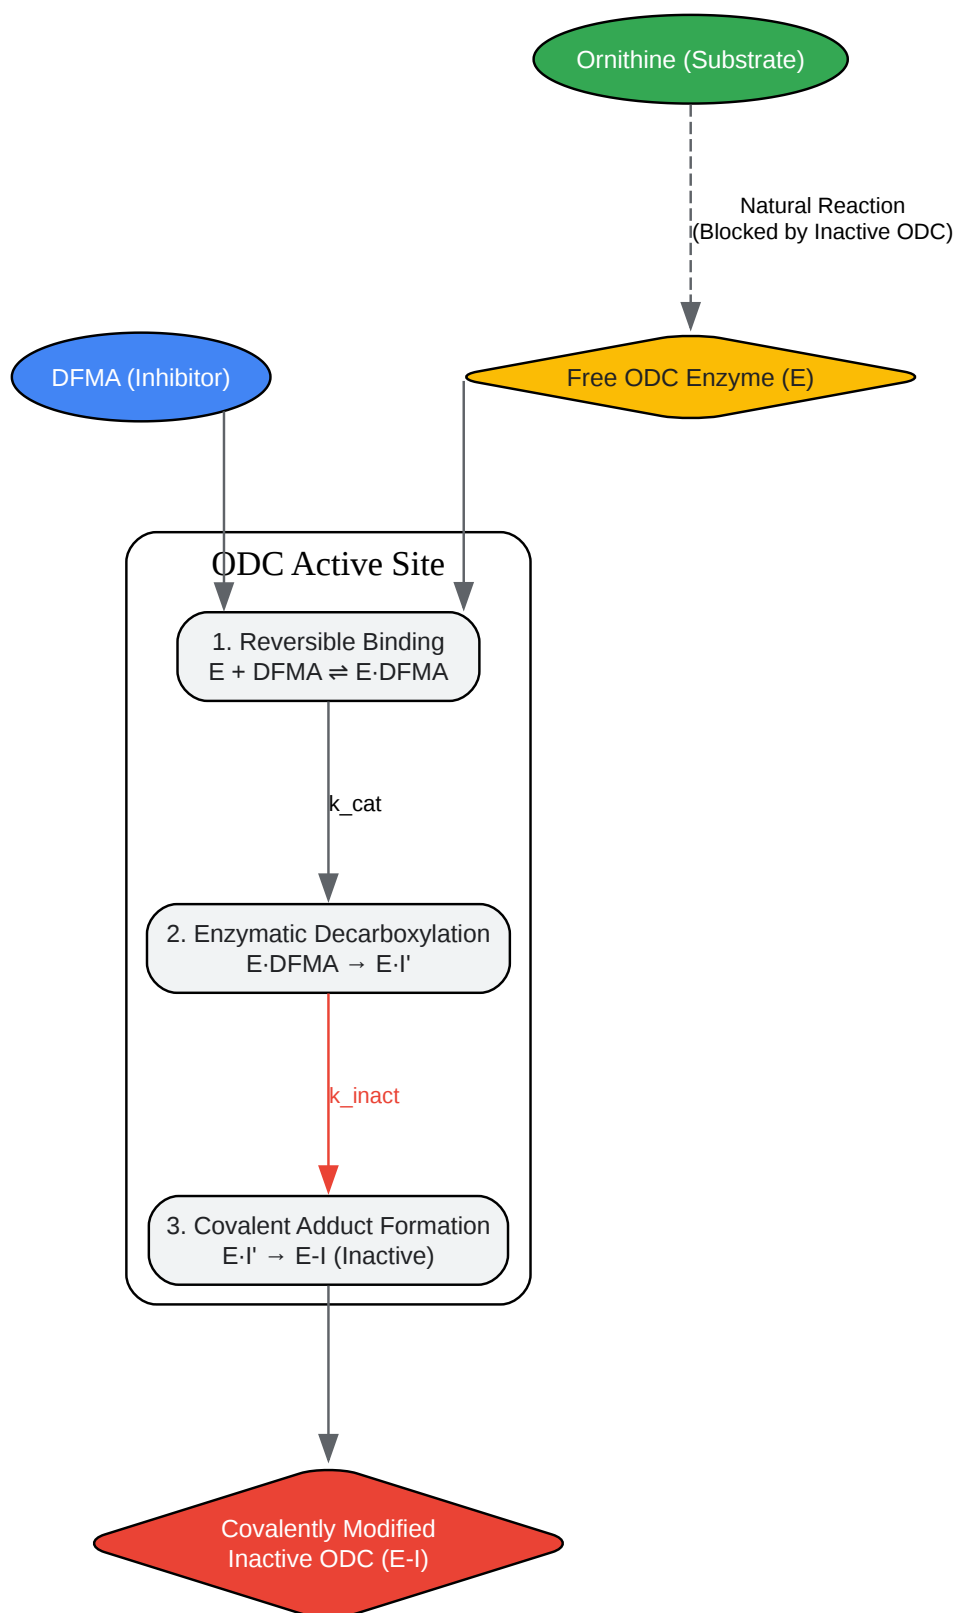 Ornithine (Substrate)
Natural Reaction
(Blocked by Inactive ODC)
DFMA (Inhibitor)
Free ODC Enzyme (E)
ODC Active Site
1. Reversible Binding
E + DFMA ⇌ E·DFMA
k_cat
2. Enzymatic Decarboxylation
E·DFMA → E·I'
k_inact
3. Covalent Adduct Formation
E·I' → E-I (Inactive)
Covalently Modified
Inactive ODC (E-I)